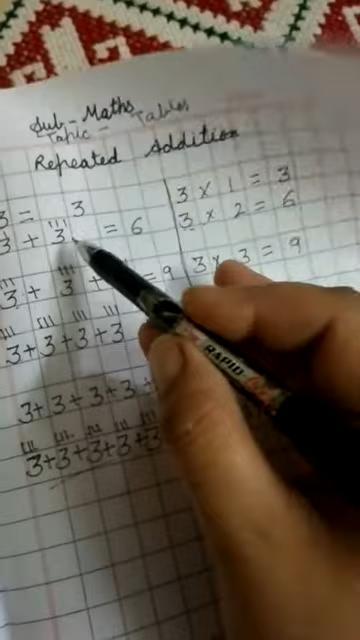 Sub - Maths
Topic - Tables
Repeated Addition
3 = 3
3 × 1 = 3
3 + 3 = 6
3 × 2 = 6
3 + 3 + = 9
3 × 3 = 9
3+3+3+3
3+3+3+3+
3+3+3+3+3
RAPID